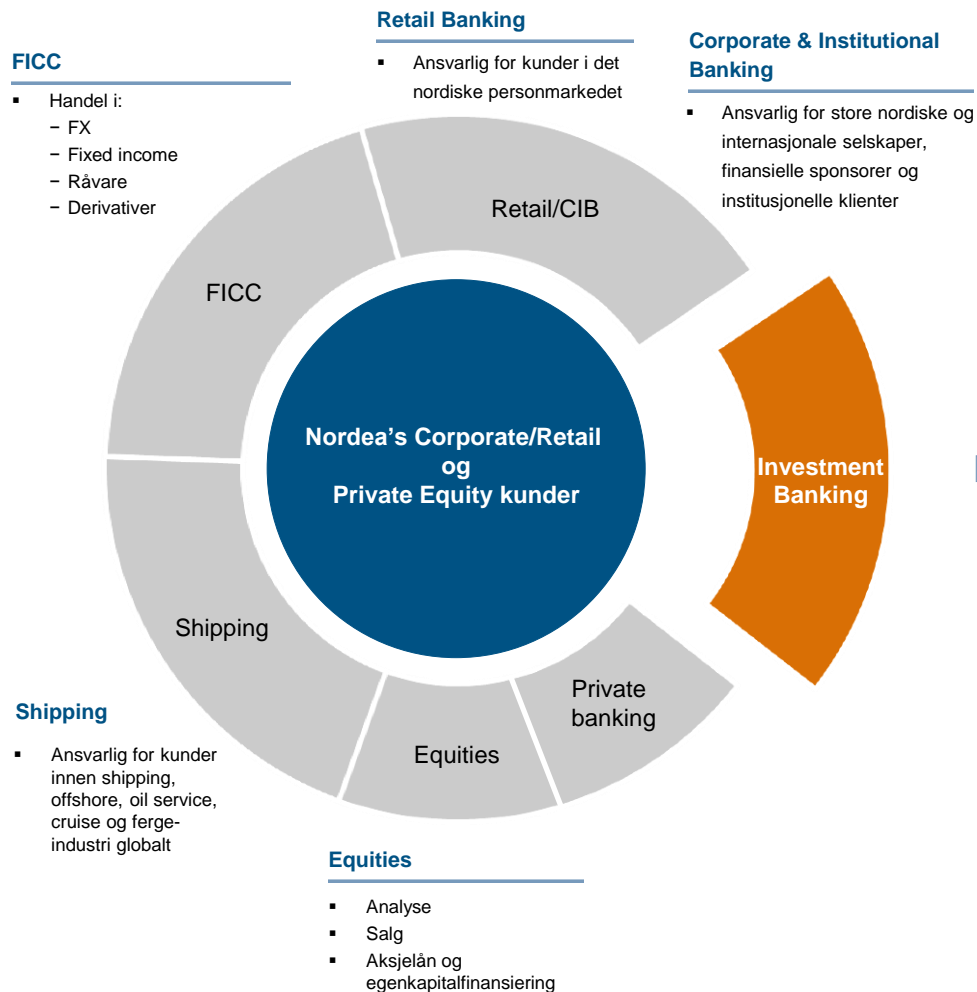 Retail Banking
▪ Ansvarlig for kunder i det
nordiske personmarkedet
FICC
▪ Handel i:
− FX
− Fixed income
− Råvare
− Derivativer
Corporate & Institutional
Banking
▪ Ansvarlig for store nordiske og
internasjonale selskaper,
finansielle sponsorer og
institusjonelle klienter
Retail/CIB
FICC
Nordea’s Corporate/Retail
og
Private Equity kunder
Investment
Banking
Shipping
Private
banking
Equities
Shipping
▪ Ansvarlig for kunder
innen shipping,
offshore, oil service,
cruise og ferge-
industri globalt
Equities
▪ Analyse
▪ Salg
▪ Aksjelån og
egenkapitalfinansiering